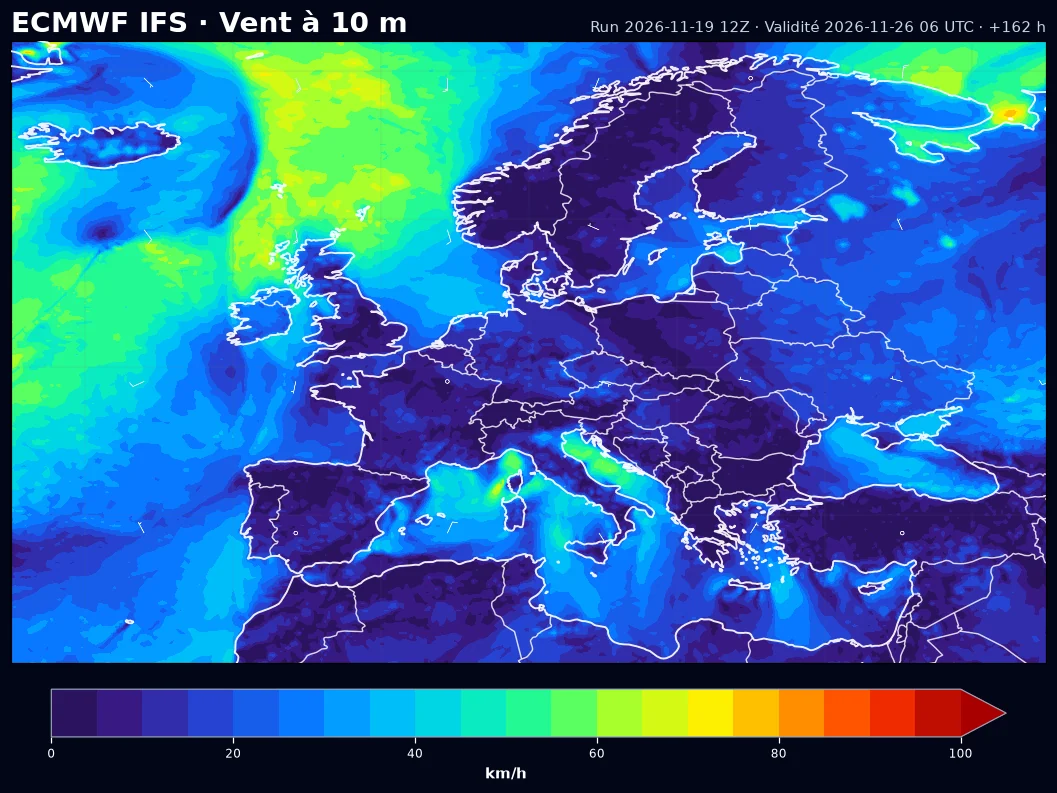 ECMWF IFS · Vent à 10 m
Run 2026-11-19 12Z · Validité 2026-11-26 06 UTC · +162 h
0 20 40 60 80 100
km/h